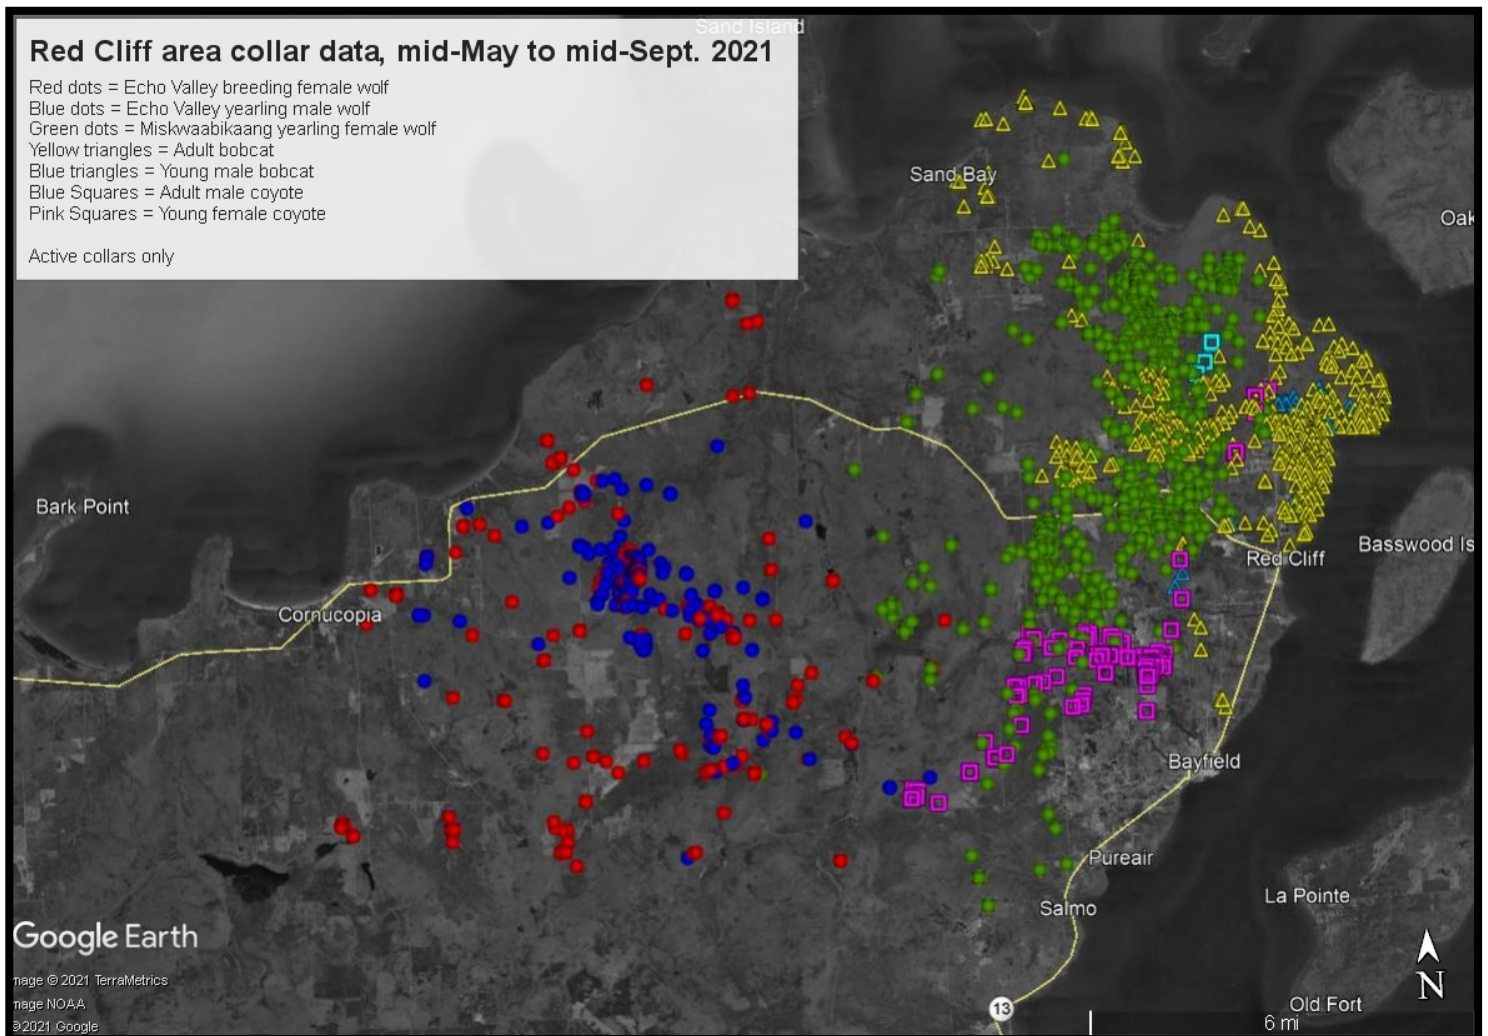 Sand Island
Red Cliff area collar data, mid-May to mid-Sept. 2021
Red dots = Echo Valley breeding female wolf
Blue dots = Echo Valley yearling male wolf
Green dots = Miskwaabikaang yearling female wolf
Yellow triangles = Adult bobcat
Blue triangles = Young male bobcat
Blue Squares = Adult male coyote
Pink Squares = Young female coyote
Active collars only
Sand Bay
Oak
Bark Point
Basswood Is
Red Cliff
Cornucopia
Bayfield
Pureair
La Pointe
Salmo
Google Earth
mage © 2021 TerraMetrics
mage NOAA
©2021 Google
N
Old Fort
13
6 mi